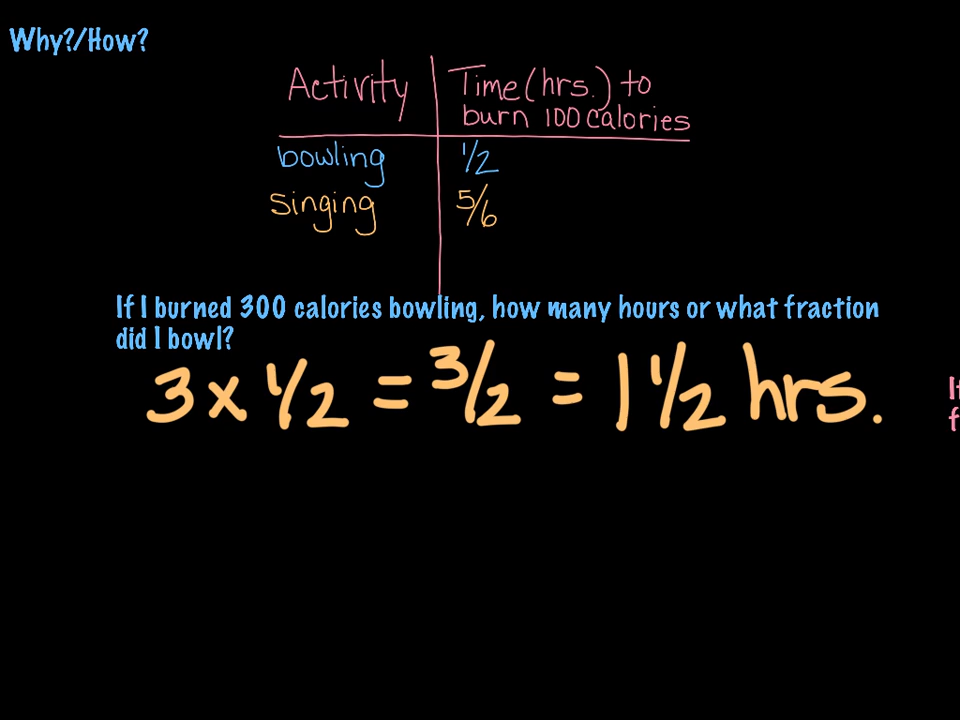 Why?/How?
Activity Time (hrs.) to
burn 100 calories
bowling 1/2
singing 5/6
If I burned 300 calories bowling, how many hours or what fraction
did I bowl?
3 x 1/2 = 3/2 = 1 1/2 hrs.